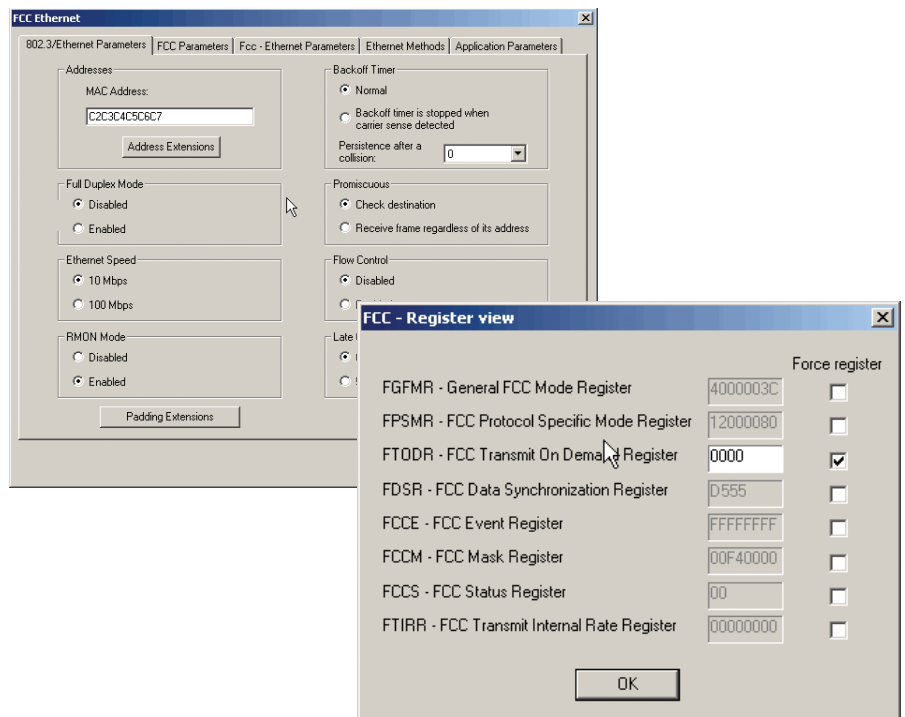 FCC Ethernet
802.3/Ethernet Parameters
FCC Parameters
Fcc - Ethernet Parameters
Ethernet Methods
Application Parameters
Addresses
MAC Address:
C2C3C4C5C6C7
Address Extensions
Backoff Timer
Normal
Backoff timer is stopped when
carrier sense detected
Persistence after a
collision:
0
Full Duplex Mode
Disabled
Enabled
Promiscuous
Check destination
Receive frame regardless of its address
Ethernet Speed
10 Mbps
100 Mbps
Flow Control
Disabled
RMON Mode
Disabled
Enabled
Late
Padding Extensions
FCC - Register view
Force register
FGFMR - General FCC Mode Register 4000003C
FPSMR - FCC Protocol Specific Mode Register 12000080
FTODR - FCC Transmit On Demand Register 0000
FDSR - FCC Data Synchronization Register D555
FCCE - FCC Event Register FFFFFFFF
FCCM - FCC Mask Register 00F40000
FCCS - FCC Status Register 00
FTIRR - FCC Transmit Internal Rate Register 00000000
OK